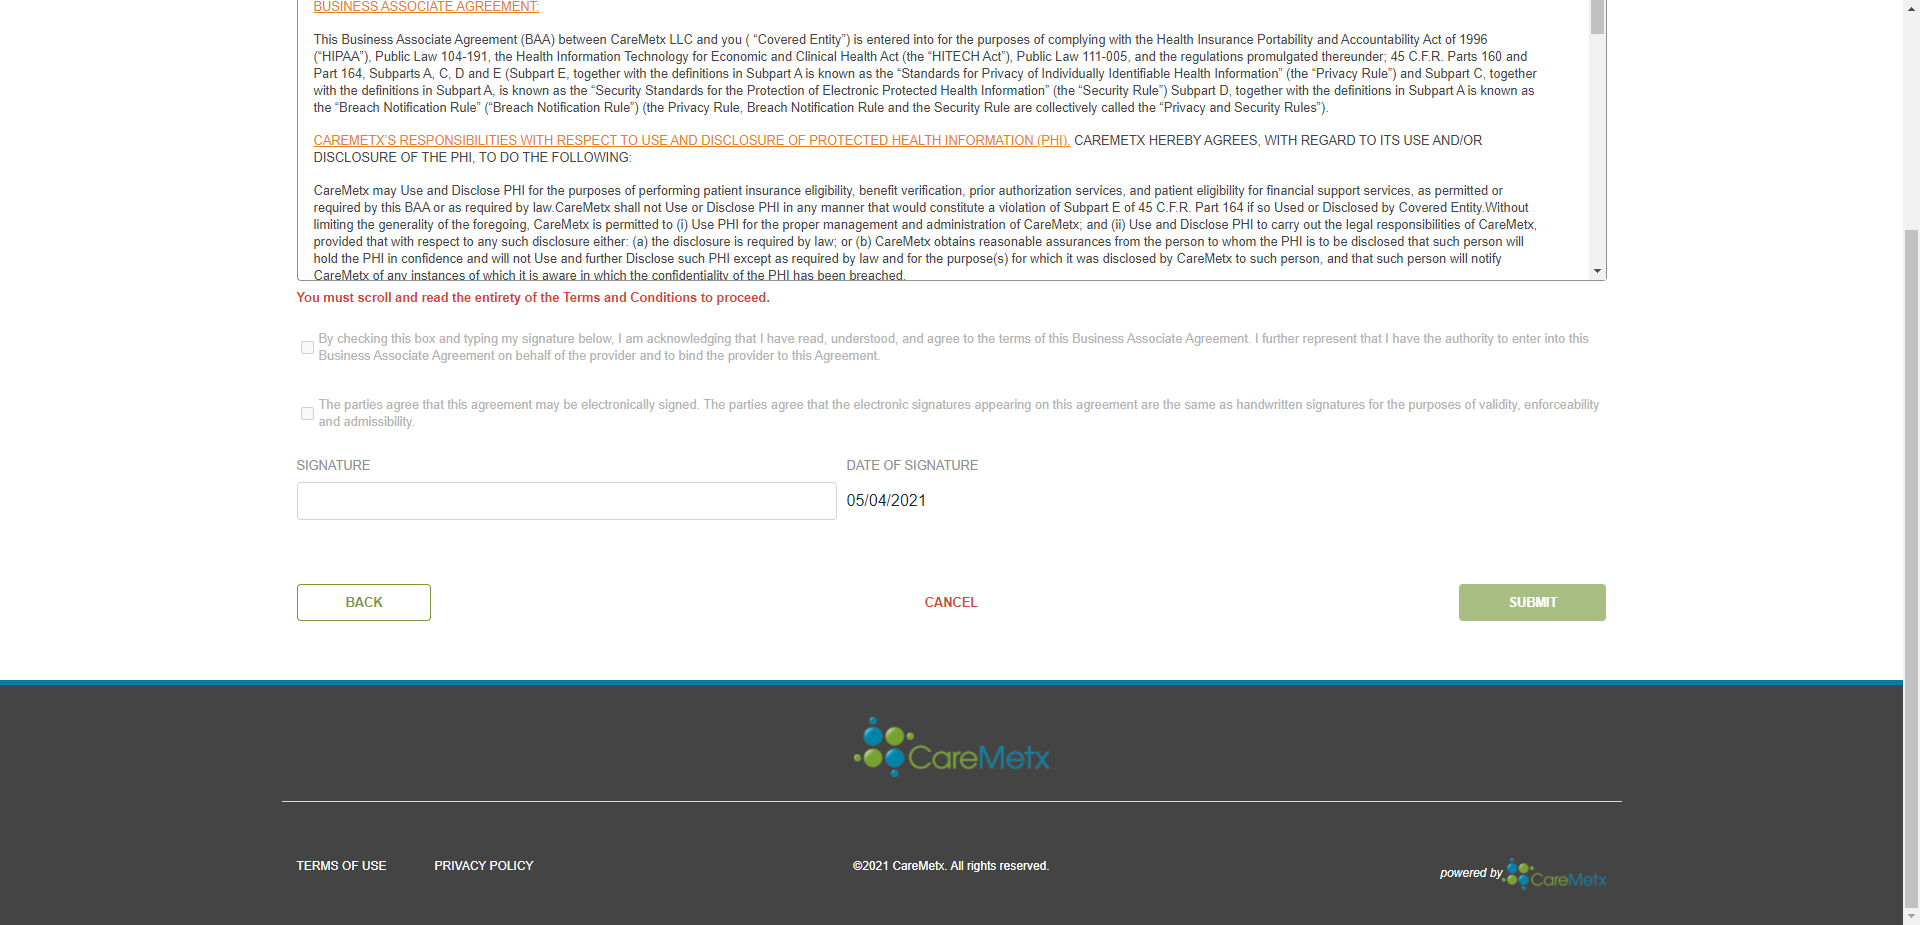 BUSINESS ASSOCIATE AGREEMENT:
This Business Associate Agreement (BAA) between CareMetx LLC and you ( “Covered Entity”) is entered into for the purposes of complying with the Health Insurance Portability and Accountability Act of 1996
(“HIPAA”), Public Law 104-191, the Health Information Technology for Economic and Clinical Health Act (the “HITECH Act”), Public Law 111-005, and the regulations promulgated thereunder; 45 C.F.R. Parts 160 and
Part 164, Subparts A, C, D and E (Subpart E, together with the definitions in Subpart A is known as the “Standards for Privacy of Individually Identifiable Health Information” (the “Privacy Rule”) and Subpart C, together
with the definitions in Subpart A, is known as the “Security Standards for the Protection of Electronic Protected Health Information” (the “Security Rule”) Subpart D, together with the definitions in Subpart A is known as
the “Breach Notification Rule” (“Breach Notification Rule”) (the Privacy Rule, Breach Notification Rule and the Security Rule are collectively called the “Privacy and Security Rules”).
CAREMETX’S RESPONSIBILITIES WITH RESPECT TO USE AND DISCLOSURE OF PROTECTED HEALTH INFORMATION (PHI). CAREMETX HEREBY AGREES, WITH REGARD TO ITS USE AND/OR
DISCLOSURE OF THE PHI, TO DO THE FOLLOWING:
CareMetx may Use and Disclose PHI for the purposes of performing patient insurance eligibility, benefit verification, prior authorization services, and patient eligibility for financial support services, as permitted or
required by this BAA or as required by law.CareMetx shall not Use or Disclose PHI in any manner that would constitute a violation of Subpart E of 45 C.F.R. Part 164 if so Used or Disclosed by Covered Entity.Without
limiting the generality of the foregoing, CareMetx is permitted to (i) Use PHI for the proper management and administration of CareMetx; and (ii) Use and Disclose PHI to carry out the legal responsibilities of CareMetx,
provided that with respect to any such disclosure either: (a) the disclosure is required by law; or (b) CareMetx obtains reasonable assurances from the person to whom the PHI is to be disclosed that such person will
hold the PHI in confidence and will not Use and further Disclose such PHI except as required by law and for the purpose(s) for which it was disclosed by CareMetx to such person, and that such person will notify
CareMetx of any instances of which it is aware in which the confidentiality of the PHI has been breached.
You must scroll and read the entirety of the Terms and Conditions to proceed.
By checking this box and typing my signature below, I am acknowledging that I have read, understood, and agree to the terms of this Business Associate Agreement. I further represent that I have the authority to enter into this
Business Associate Agreement on behalf of the provider and to bind the provider to this Agreement.
The parties agree that this agreement may be electronically signed. The parties agree that the electronic signatures appearing on this agreement are the same as handwritten signatures for the purposes of validity, enforceability
and admissibility.
SIGNATURE
DATE OF SIGNATURE
05/04/2021
BACK
CANCEL
SUBMIT
CareMetx
TERMS OF USE
PRIVACY POLICY
©2021 CareMetx. All rights reserved.
powered by CareMetx